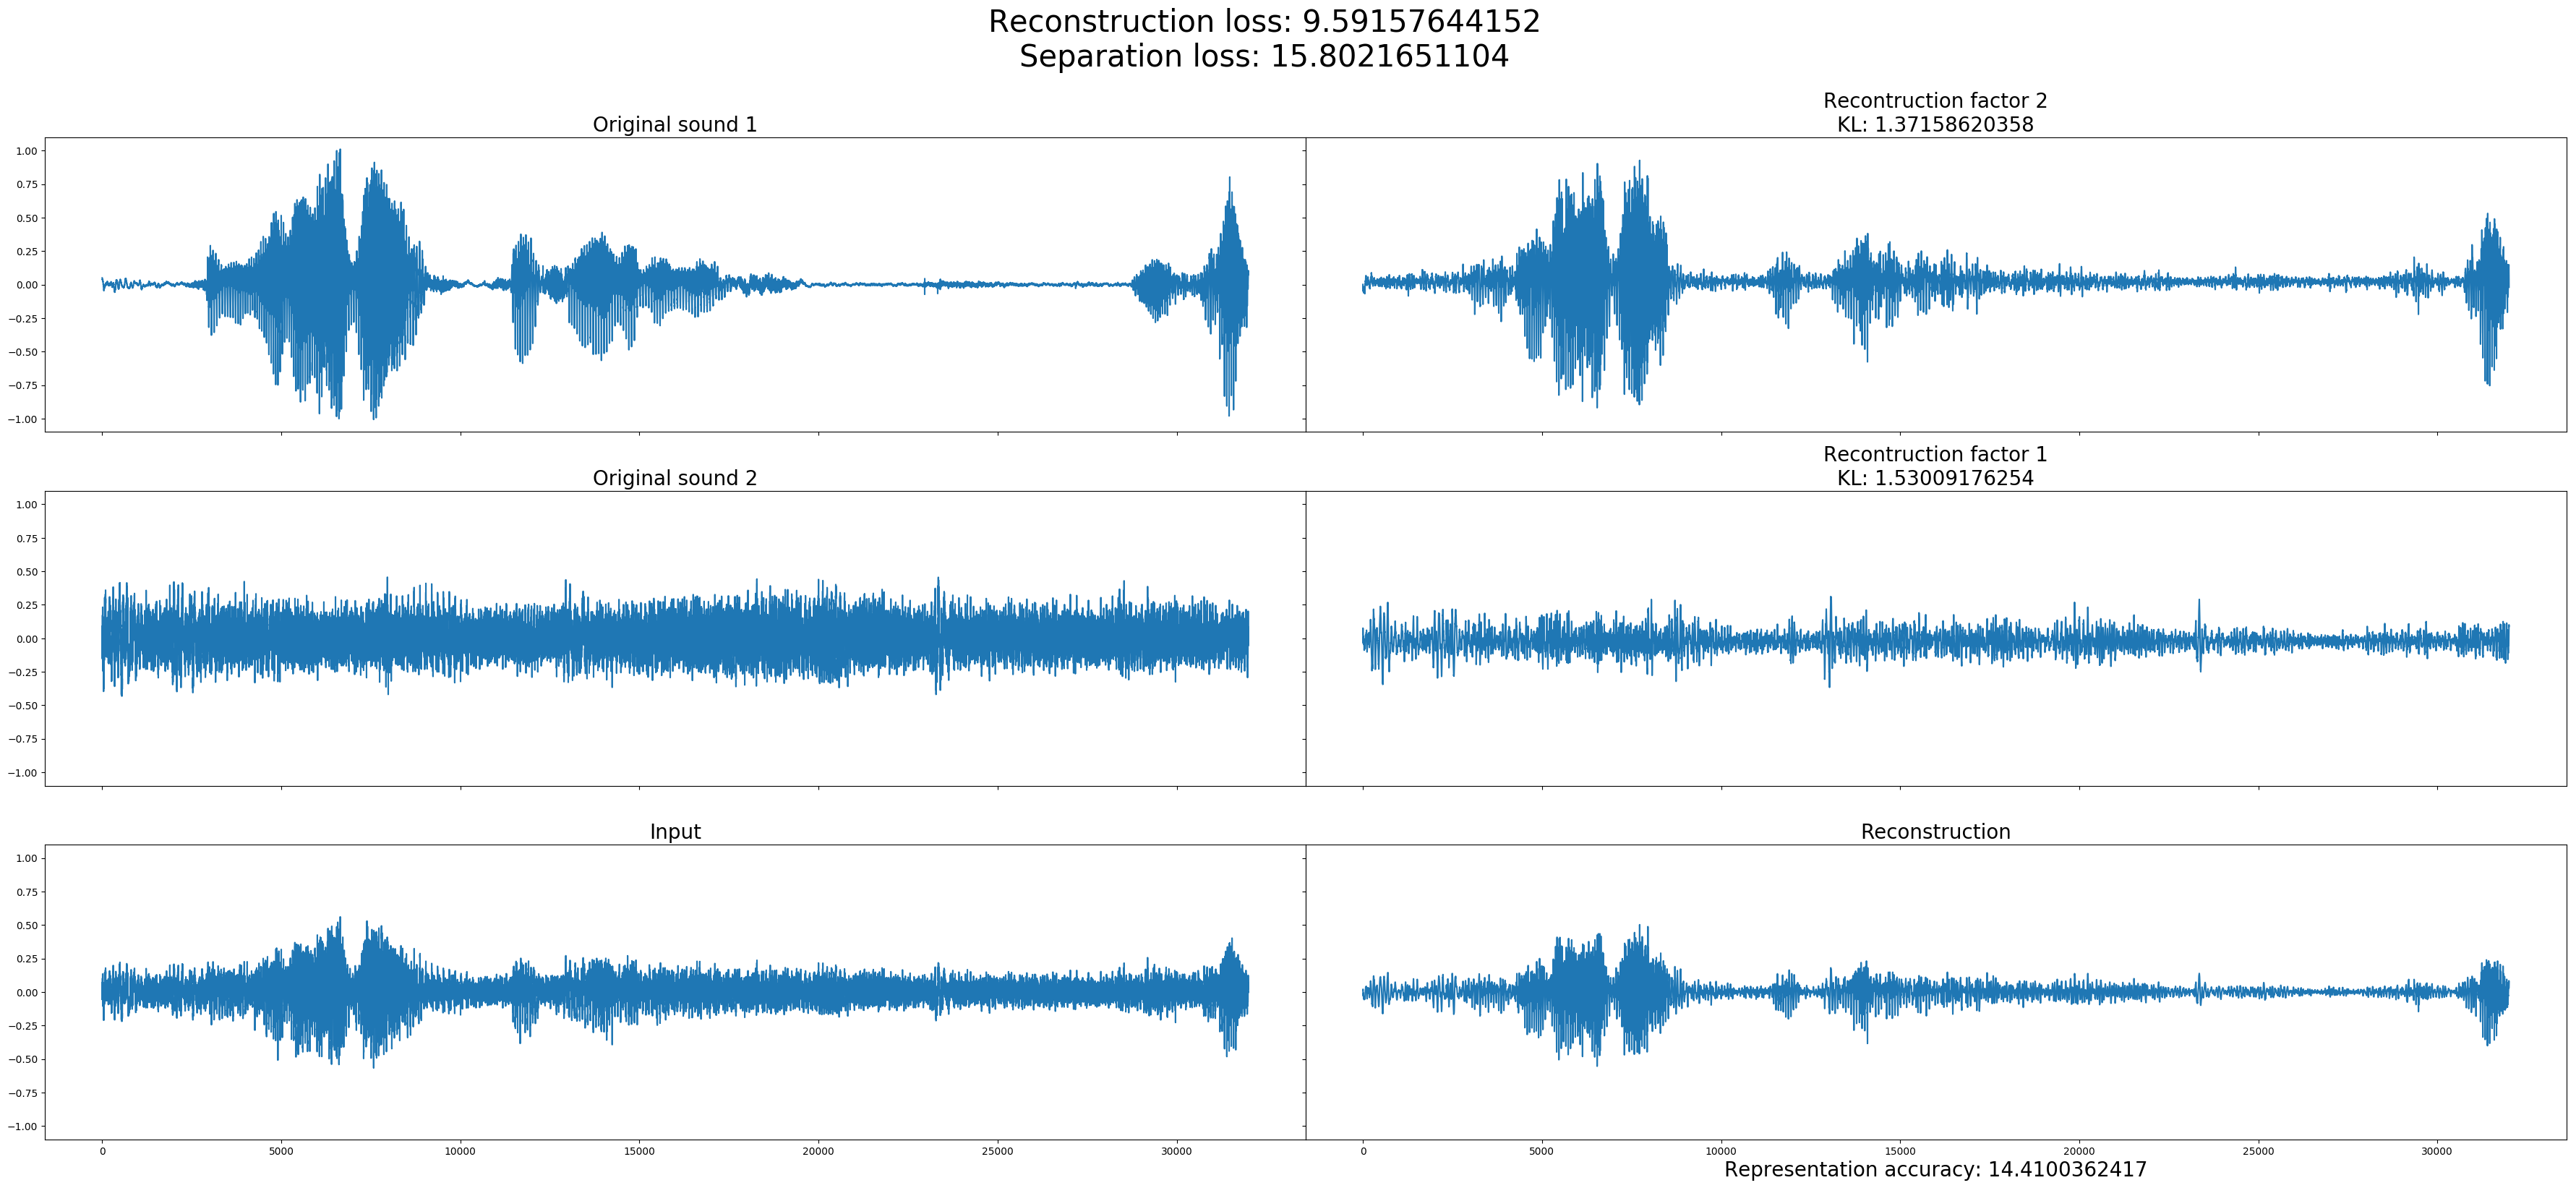 Reconstruction loss: 9.59157644152
Separation loss: 15.8021651104
Original sound 1
Recontruction factor 2
KL: 1.37158620358
1.00
0.75
0.50
0.25
0.00
−0.25
−0.50
−0.75
−1.00
Original sound 2
Recontruction factor 1
KL: 1.53009176254
1.00
0.75
0.50
0.25
0.00
−0.25
−0.50
−0.75
−1.00
Input
Reconstruction
1.00
0.75
0.50
0.25
0.00
−0.25
−0.50
−0.75
−1.00
0 5000 10000 15000 20000 25000 30000 0 5000 10000 15000 20000 25000 30000
Representation accuracy: 14.4100362417